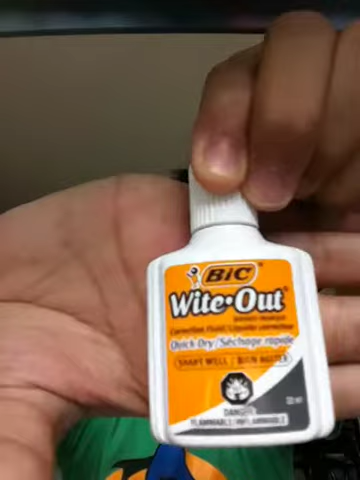 BIC
Wite·Out
Correction Fluid/Liquide correcteur
Quick Dry/Séchage rapide
SHAKE WELL / BIEN AGITER
DANGER
FLAMMABLE/INFLAMMABLE